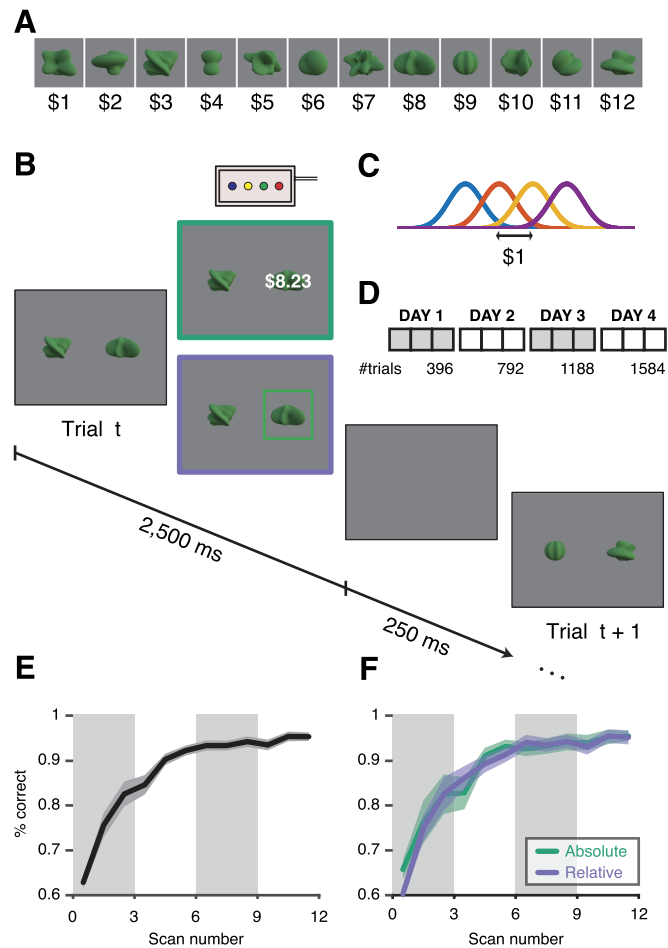 A
$1 $2 $3 $4 $5 $6 $7 $8 $9 $10 $11 $12
B
$8.23
Trial t
2,500 ms
250 ms
Trial t + 1
...
C
$1
D
DAY 1 DAY 2 DAY 3 DAY 4
#trials 396 792 1188 1584
E
1
0.9
0.8
0.7
0.6
% correct
0 3 6 9 12
Scan number
F
1
0.9
0.8
0.7
0.6
Absolute
Relative
0 3 6 9 12
Scan number